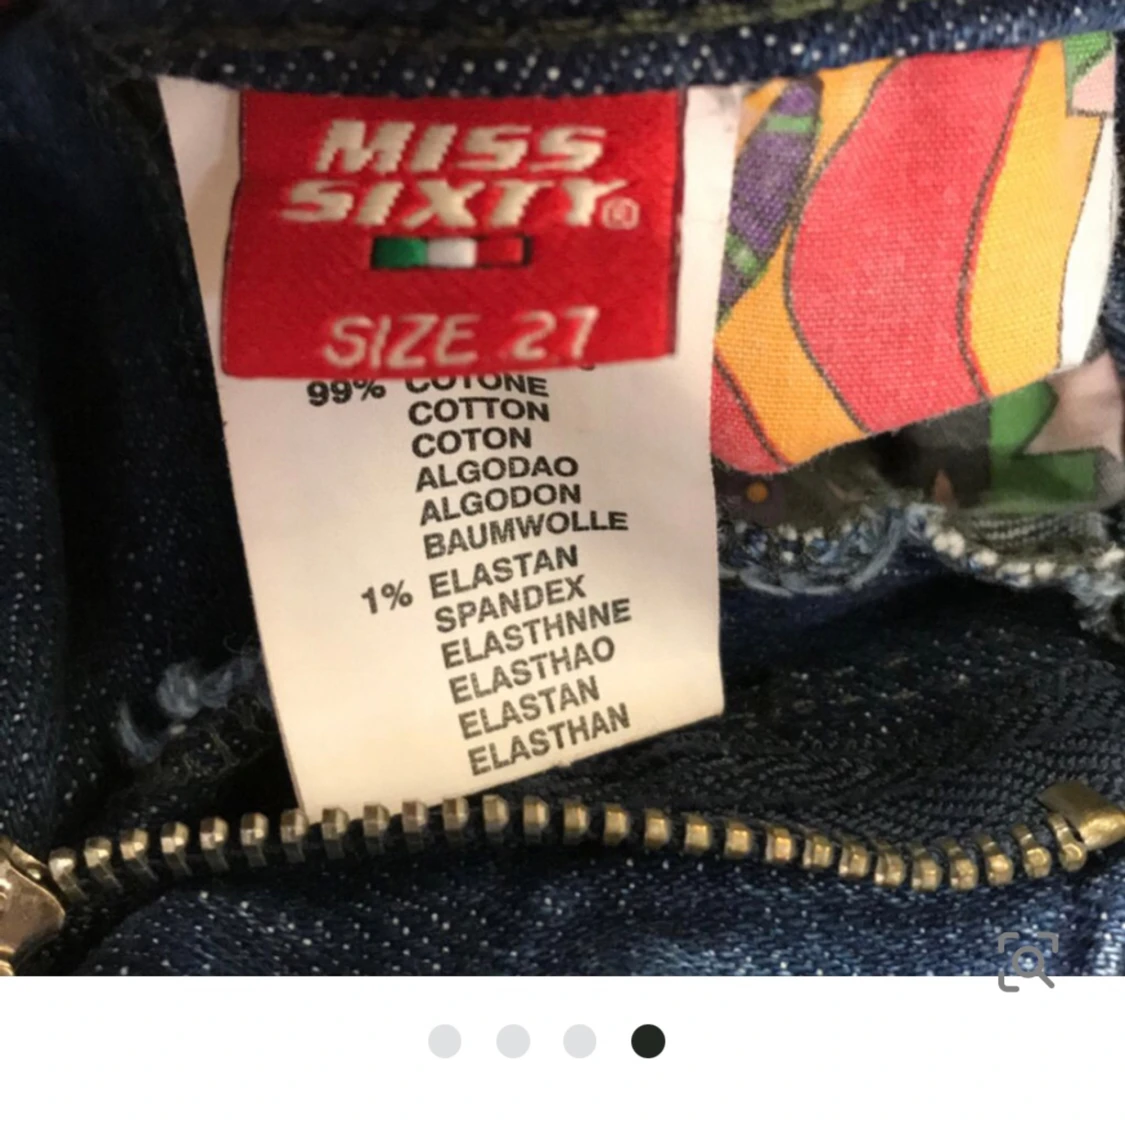 MISS
SIXTY®
SIZE 27
99% COTONE
COTTON
COTON
ALGODAO
ALGODON
BAUMWOLLE
1% ELASTAN
SPANDEX
ELASTHNNE
ELASTHAO
ELASTAN
ELASTHAN